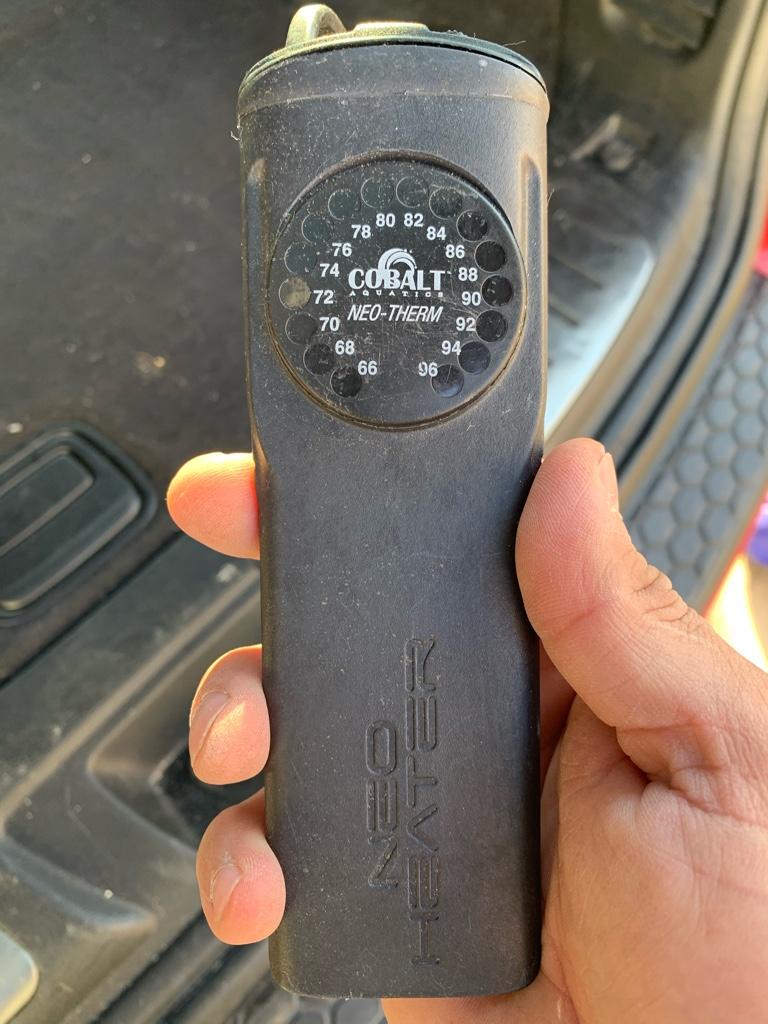 80 82
78 84
76 86
74 88
72 90
70 92
68 94
66 96
COBALT
AQUATICS
NEO-THERM
NEO
HEATER